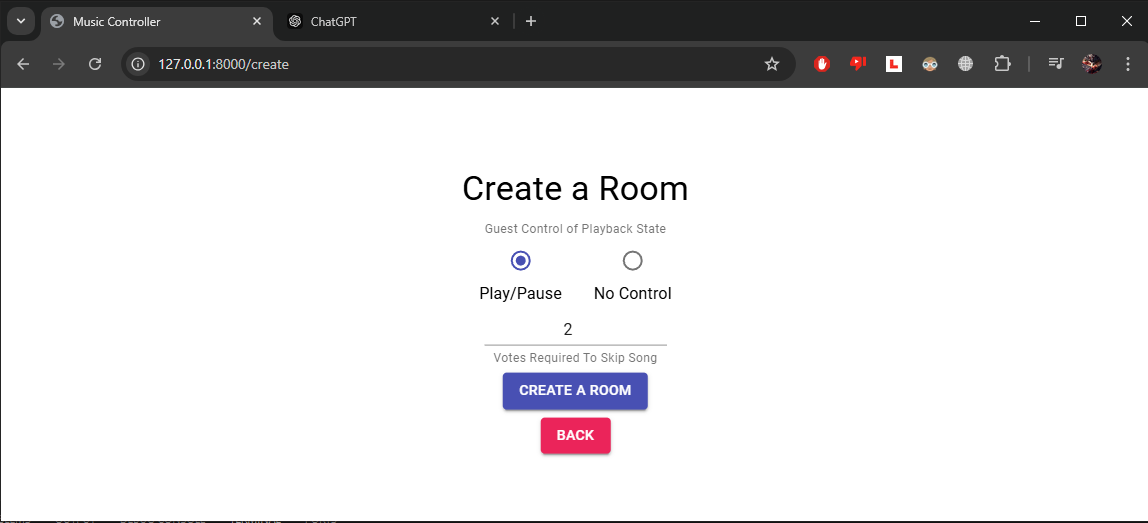 Music Controller
ChatGPT
127.0.0.1:8000/create
Create a Room
Guest Control of Playback State
Play/Pause No Control
2
Votes Required To Skip Song
CREATE A ROOM
BACK